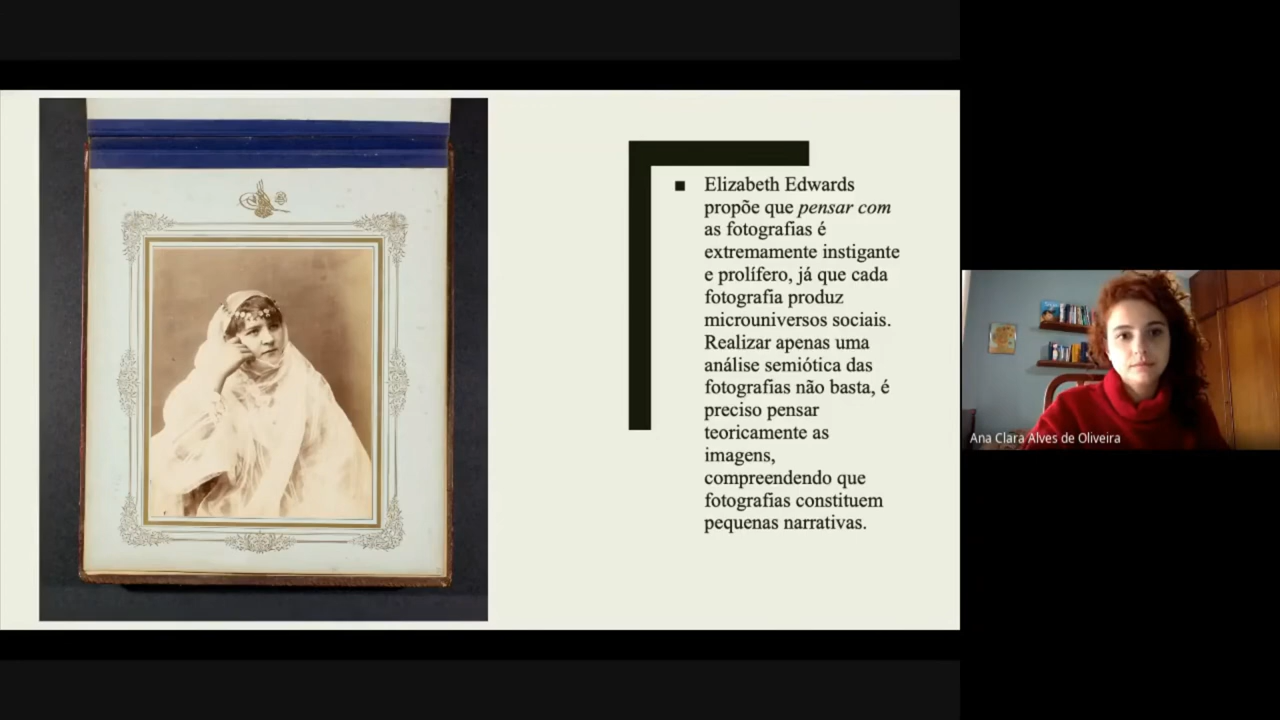 Elizabeth Edwards
propõe que pensar com
as fotografias é
extremamente instigante
e prolífero, já que cada
fotografia produz
microuniversos sociais.
Realizar apenas uma
análise semiótica das
fotografias não basta, é
preciso pensar
teoricamente as
imagens,
compreendendo que
fotografias constituem
pequenas narrativas.
Ana Clara Alves de Oliveira